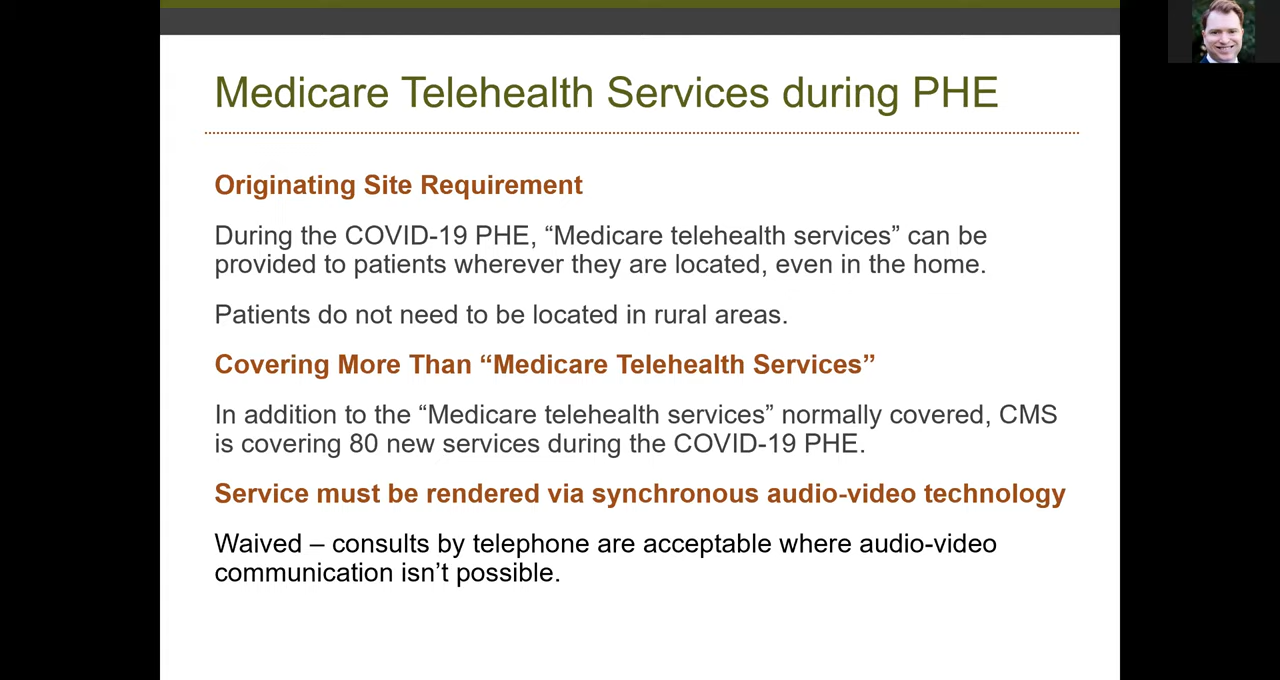 Medicare Telehealth Services during PHE
Originating Site Requirement
During the COVID-19 PHE, “Medicare telehealth services” can be
provided to patients wherever they are located, even in the home.
Patients do not need to be located in rural areas.
Covering More Than “Medicare Telehealth Services”
In addition to the “Medicare telehealth services” normally covered, CMS
is covering 80 new services during the COVID-19 PHE.
Service must be rendered via synchronous audio-video technology
Waived – consults by telephone are acceptable where audio-video
communication isn’t possible.